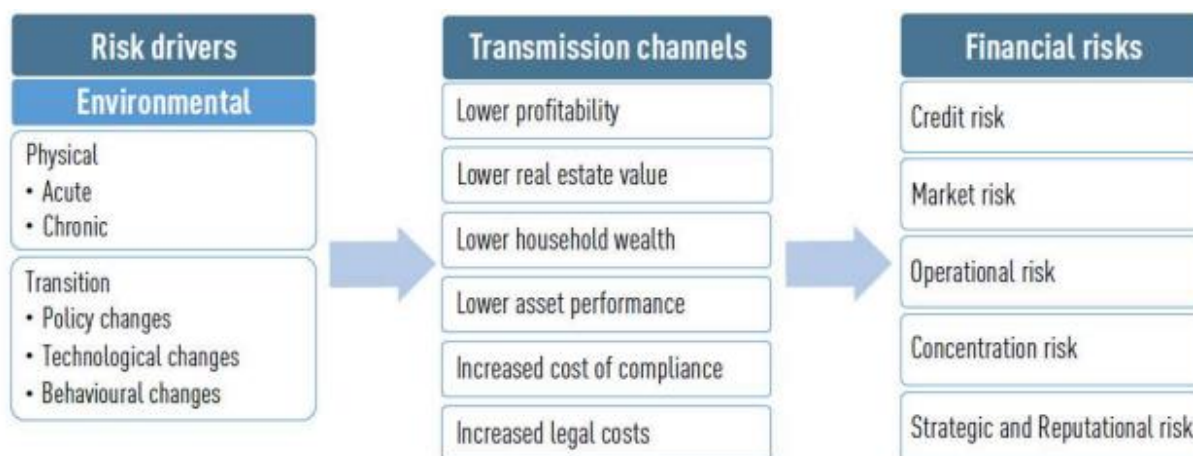 Risk drivers
Environmental
Physical
• Acute
• Chronic
Transition
• Policy changes
• Technological changes
• Behavioural changes
Transmission channels
Lower profitability
Lower real estate value
Lower household wealth
Lower asset performance
Increased cost of compliance
Increased legal costs
Financial risks
Credit risk
Market risk
Operational risk
Concentration risk
Strategic and Reputational risk